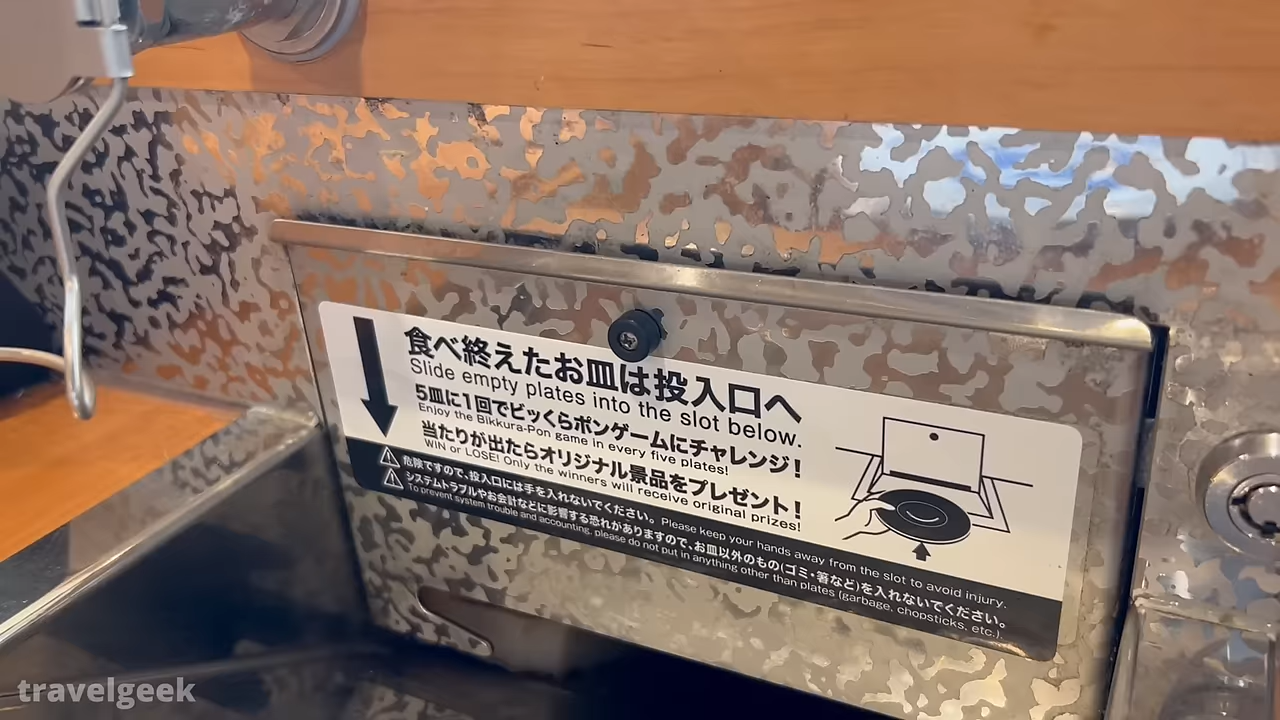 食べ終えたお皿は投入口へ
Slide empty plates into the slot below.
5皿に1回でビッくらポンゲームにチャレンジ!
Enjoy the Bikkura-Pon game in every five plates!
当たりが出たらオリジナル景品をプレゼント!
WIN or LOSE! Only the winners will receive original prizes!
危険ですので、投入口には手を入れないでください。 Please keep your hands away from the slot to avoid injury.
システムトラブルやお会計などに影響する恐れがありますので、お皿以外のもの(ゴミ・箸など)を入れないでください。
To prevent system trouble and accounting, please do not put in anything other than plates (garbage, chopsticks, etc.).
travelgeek